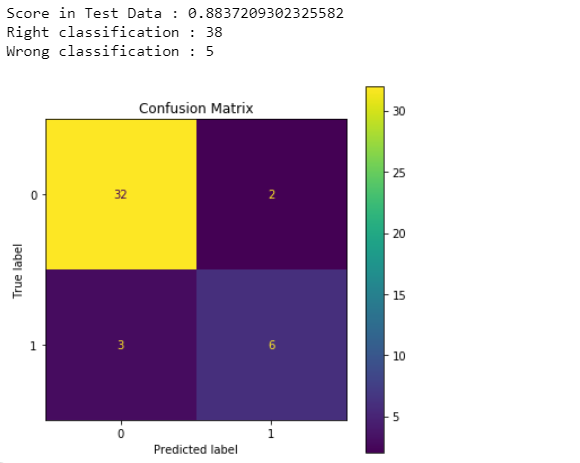 Score in Test Data : 0.8837209302325582
Right classification : 38
Wrong classification : 5
Confusion Matrix
30
25
20
15
10
5
True label
0
32
2
1
3
6
0
1
Predicted label